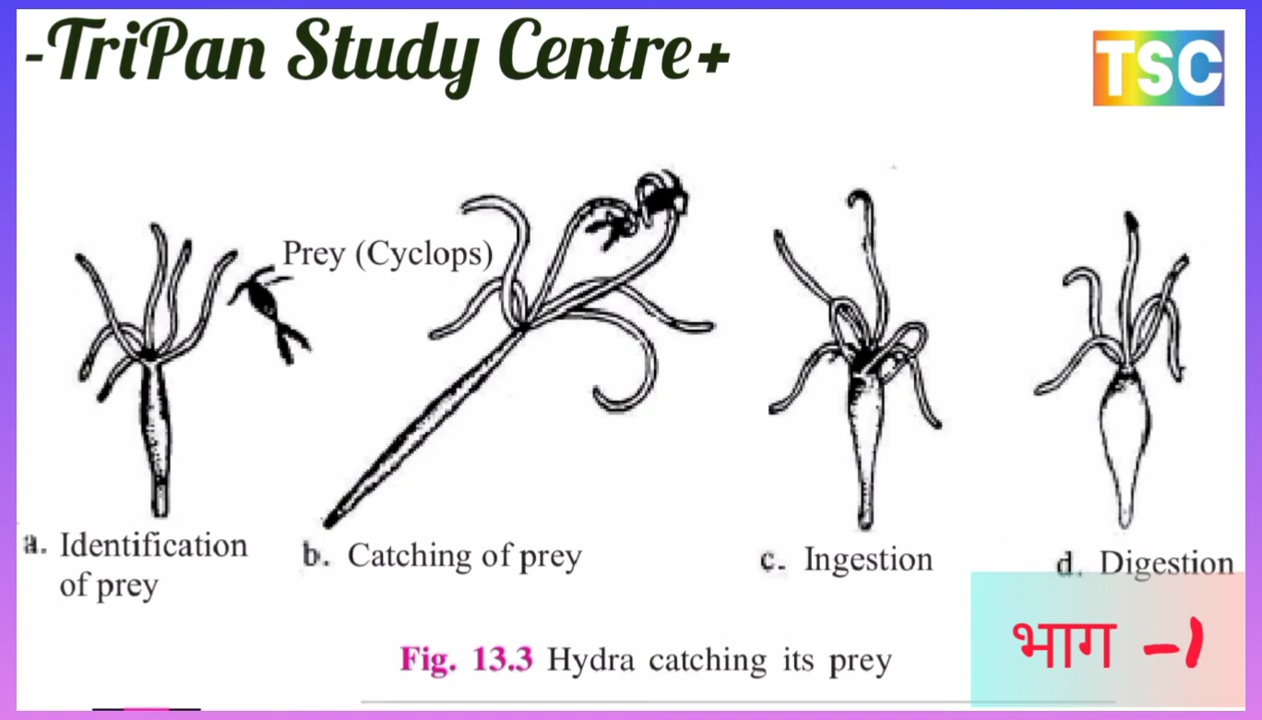 -TriPan Study Centre+
TSC
Prey (Cyclops)
a. Identification
of prey
b. Catching of prey
c. Ingestion
d. Digestion
Fig. 13.3 Hydra catching its prey
भाग -1